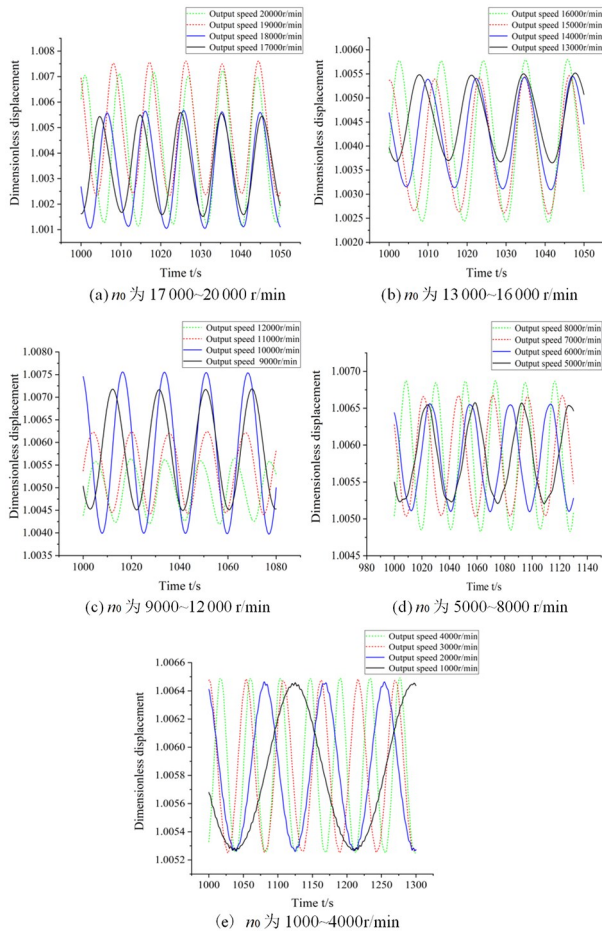 Output speed 20000r/min
Output speed 19000r/min
Output speed 18000r/min
Output speed 17000r/min
1.008
1.007
1.006
1.005
1.004
1.003
1.002
1.001
Dimensionless displacement
1000 1010 1020 1030 1040 1050
Time t/s
(a) n0 为 17 000~20 000 r/min
Output speed 16000r/min
Output speed 15000r/min
Output speed 14000r/min
Output speed 13000r/min
1.0060
1.0055
1.0050
1.0045
1.0040
1.0035
1.0030
1.0025
1.0020
Dimensionless displacement
1000 1010 1020 1030 1040 1050
Time t/s
(b) n0 为 13 000~16 000 r/min
Output speed 12000r/min
Output speed 11000r/min
Output speed 10000r/min
Output speed 9000r/min
1.0080
1.0075
1.0070
1.0065
1.0060
1.0055
1.0050
1.0045
1.0040
1.0035
Dimensionless displacement
1000 1020 1040 1060 1080
Time t/s
(c) n0 为 9000~12 000 r/min
Output speed 8000r/min
Output speed 7000r/min
Output speed 6000r/min
Output speed 5000r/min
1.0070
1.0065
1.0060
1.0055
1.0050
1.0045
Dimensionless displacement
980 1000 1020 1040 1060 1080 1100 1120 1140
Time t/s
(d) n0 为 5000~8000 r/min
Output speed 4000r/min
Output speed 3000r/min
Output speed 2000r/min
Output speed 1000r/min
1.0066
1.0064
1.0062
1.0060
1.0058
1.0056
1.0054
1.0052
Dimensionless displacement
1000 1050 1100 1150 1200 1250 1300
Time t/s
(e) n0 为 1000~4000r/min